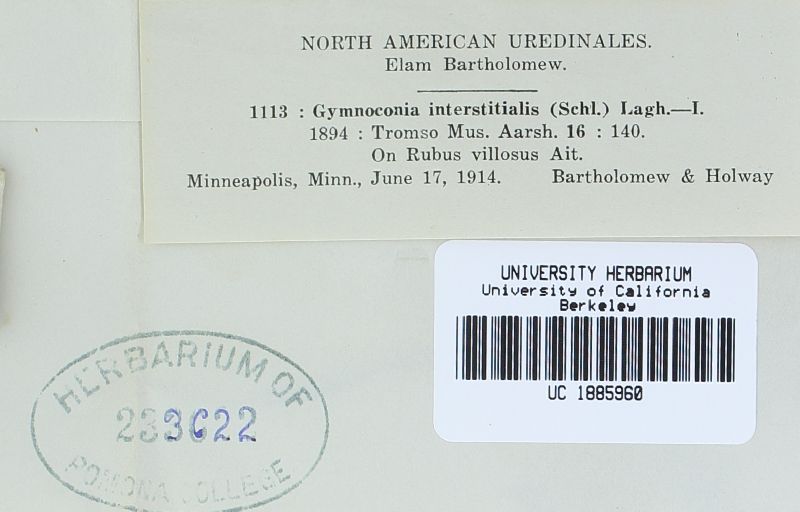 NORTH AMERICAN UREDINALES.
Elam Bartholomew.
1113 : Gymnoconia interstitialis (Schl.) Lagh.—I.
1894 : Tromso Mus. Aarsh. 16 : 140.
On Rubus villosus Ait.
Minneapolis, Minn., June 17, 1914. Bartholomew & Holway
UNIVERSITY HERBARIUM
University of California
Berkeley
UC 1885960
HERBARIUM OF
POMONA COLLEGE